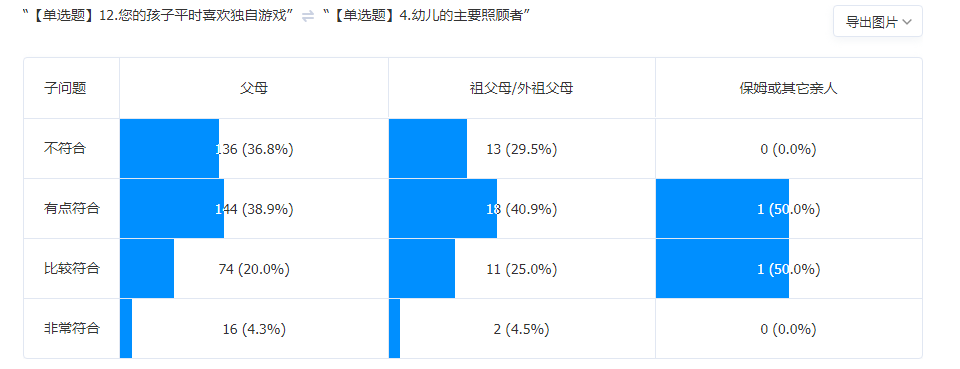 “【单选题】12.您的孩子平时喜欢独自游戏” ⇌ “【单选题】4.幼儿的主要照顾者”
导出图片
子问题 父母 祖父母/外祖父母 保姆或其它亲人
不符合 136 (36.8%) 13 (29.5%) 0 (0.0%)
有点符合 144 (38.9%) 18 (40.9%) 1 (50.0%)
比较符合 74 (20.0%) 11 (25.0%) 1 (50.0%)
非常符合 16 (4.3%) 2 (4.5%) 0 (0.0%)